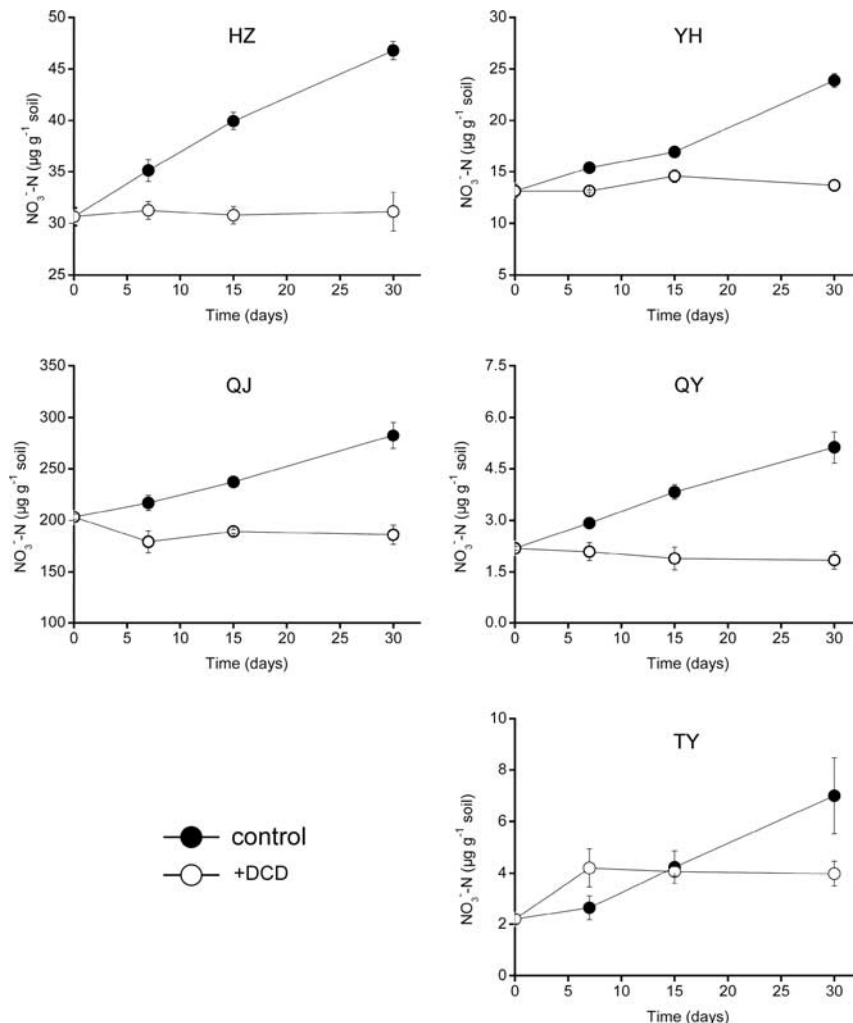 HZ
NO₃⁻-N (µg g⁻¹ soil)
50
45
40
35
30
25
0 5 10 15 20 25 30
Time (days)
YH
NO₃⁻-N (µg g⁻¹ soil)
29
25
21
17
13
9
5
0 5 10 15 20 25 30
Time (days)
QJ
NO₃⁻-N (µg g⁻¹ soil)
350
300
250
200
150
100
0 5 10 15 20 25 30
Time (days)
QY
NO₃⁻-N (µg g⁻¹ soil)
7.5
6.0
4.5
3.0
1.5
0.0
0 5 10 15 20 25 30
Time (days)
control
+DCD
TY
NO₃⁻-N (µg g⁻¹ soil)
10
8
6
4
2
0
0 5 10 15 20 25 30
Time (days)